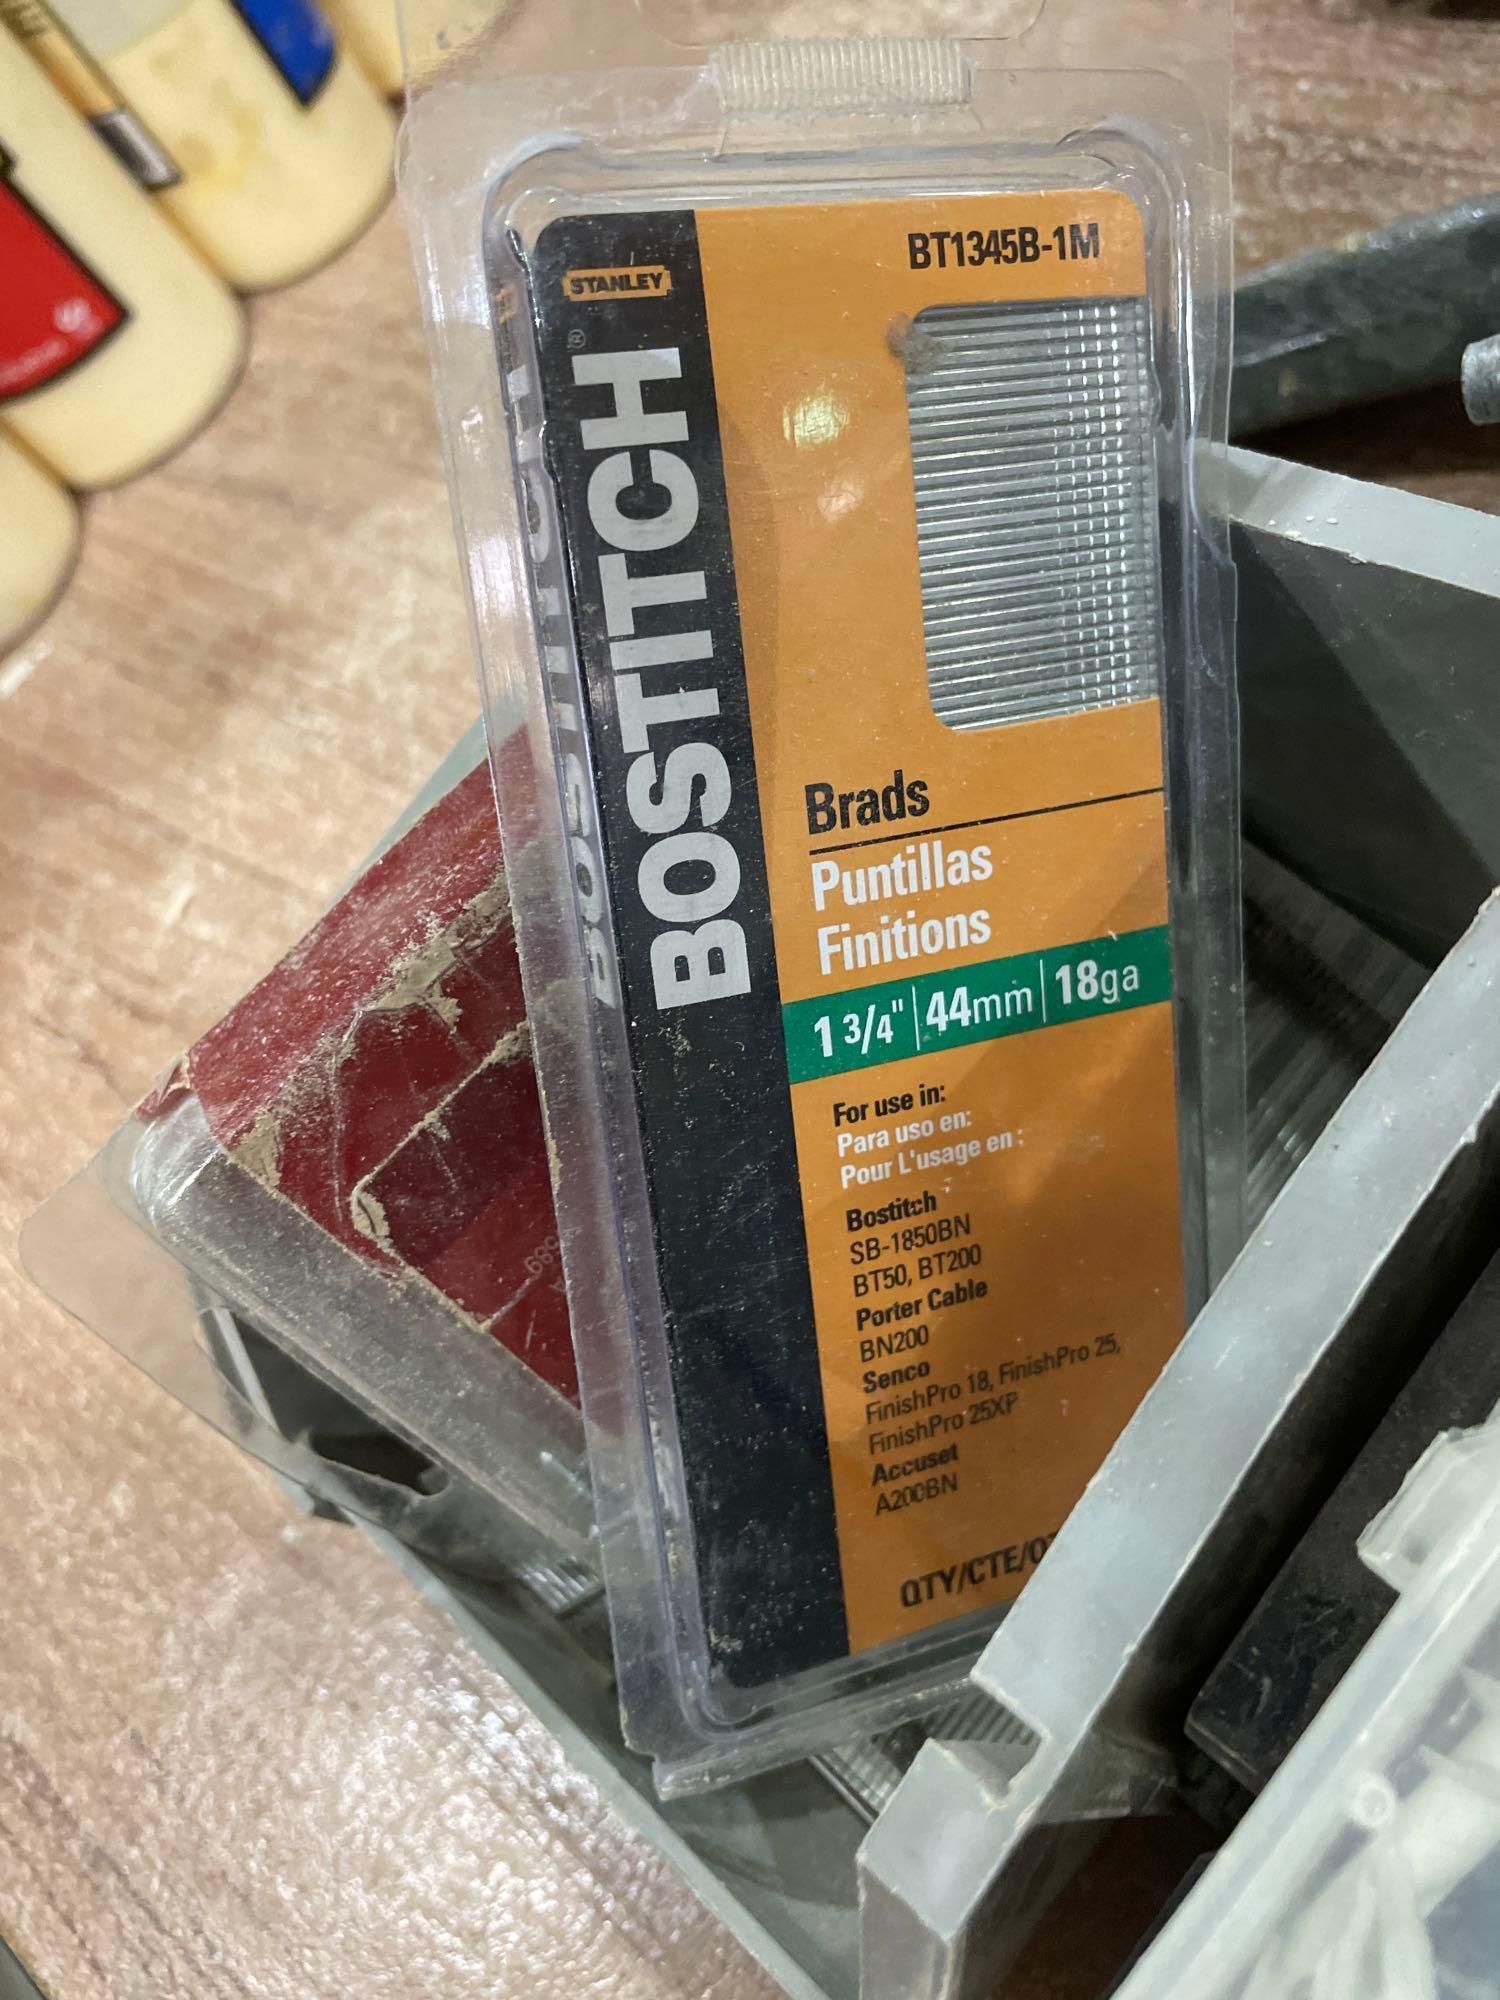 BT1345B-1M
STANLEY
BOSTITCH®
Brads
Puntillas
Finitions
1 3/4" | 44mm | 18ga
For use in:
Para uso en:
Pour L'usage en :
Bostitch
SB-1850BN
BT50, BT200
Porter Cable
BN200
Senco
FinishPro 18, FinishPro 25,
FinishPro 25XP
Accuset
A200BN
QTY/CTE/
BOSTITCH